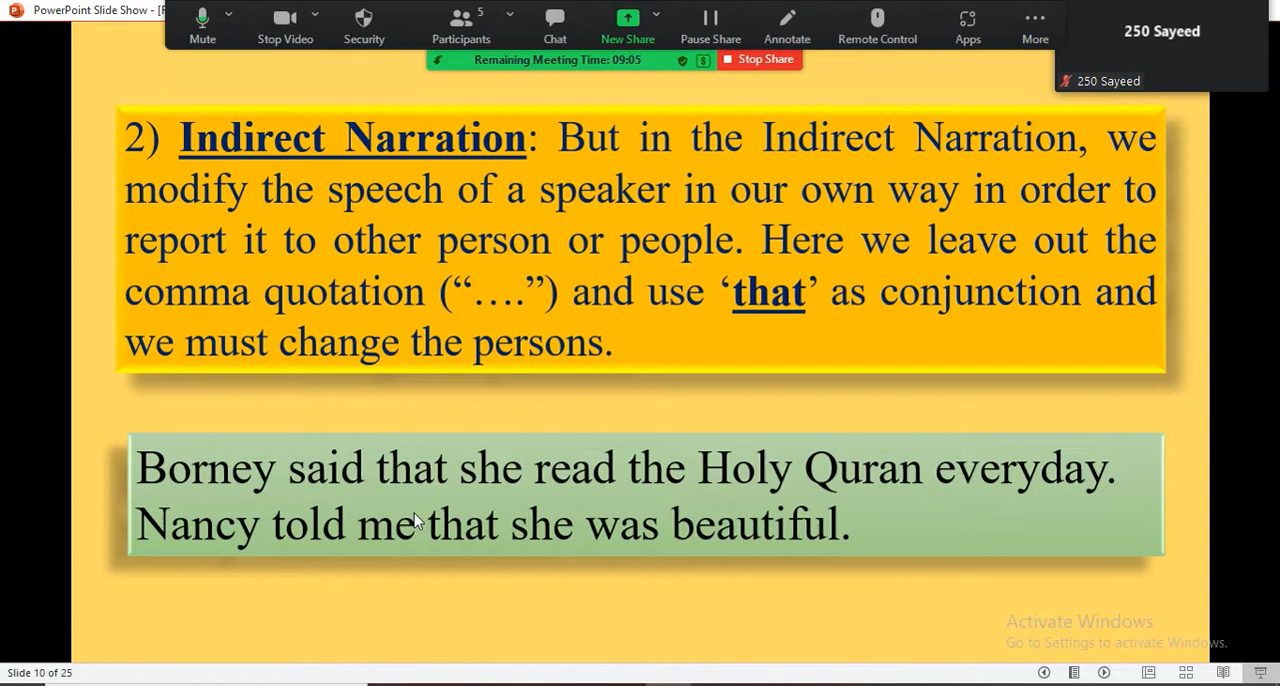 PowerPoint Slide Show - [F
Mute
Stop Video
Security
5
Participants
Chat
New Share
Pause Share
Annotate
Remote Control
Apps
More
250 Sayeed
Remaining Meeting Time: 09:05
Stop Share
250 Sayeed
2) Indirect Narration: But in the Indirect Narration, we
modify the speech of a speaker in our own way in order to
report it to other person or people. Here we leave out the
comma quotation (“….”) and use ‘that’ as conjunction and
we must change the persons.
Borney said that she read the Holy Quran everyday.
Nancy told me that she was beautiful.
Activate Windows
Go to Settings to activate Windows.
Slide 10 of 25